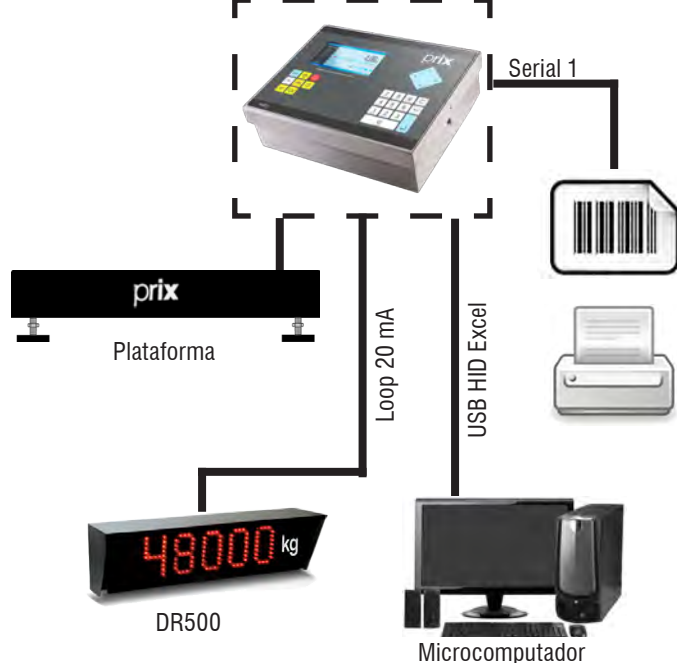 prix
Serial 1
prix
Plataforma
Loop 20 mA
USB HID Excel
48000 kg
DR500
Microcomputador